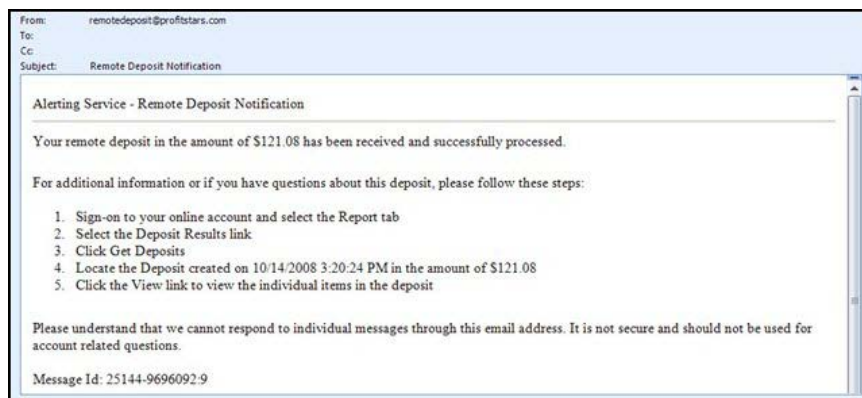 From: remotedeposit@profitstars.com
To:
Cc:
Subject: Remote Deposit Notification
Alerting Service - Remote Deposit Notification
Your remote deposit in the amount of $121.08 has been received and successfully processed.
For additional information or if you have questions about this deposit, please follow these steps:
1. Sign-on to your online account and select the Report tab
2. Select the Deposit Results link
3. Click Get Deposits
4. Locate the Deposit created on 10/14/2008 3:20:24 PM in the amount of $121.08
5. Click the View link to view the individual items in the deposit
Please understand that we cannot respond to individual messages through this email address. It is not secure and should not be used for
account related questions.
Message Id: 25144-9696092:9